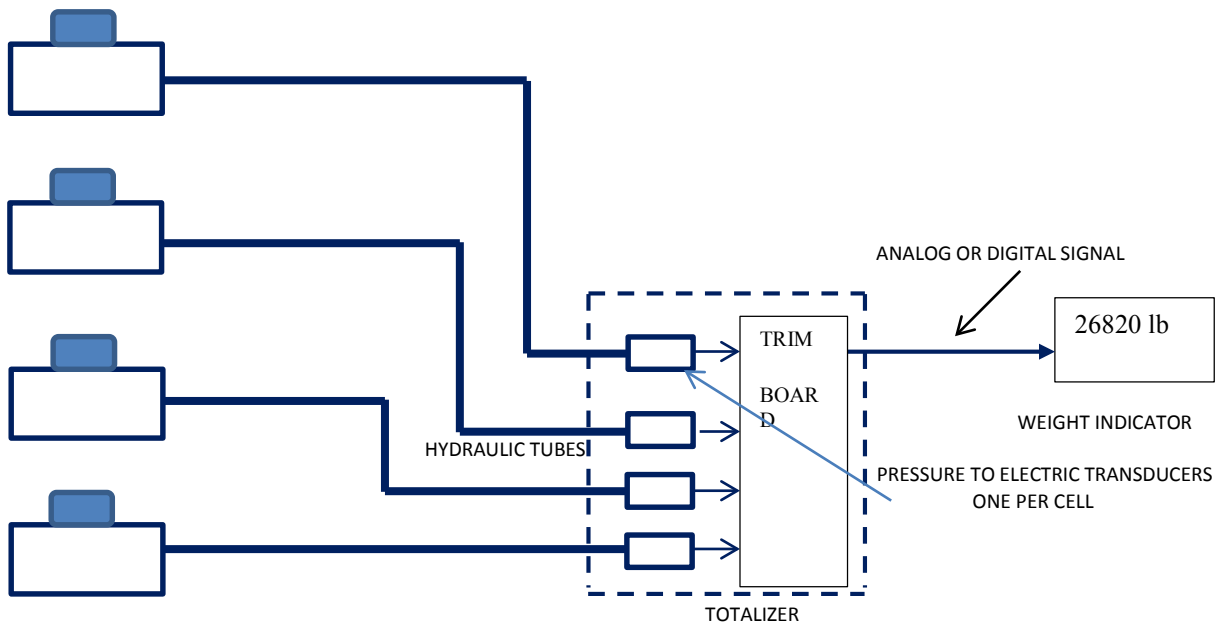 ANALOG OR DIGITAL SIGNAL
26820 lb
TRIM
BOAR
D
WEIGHT INDICATOR
HYDRAULIC TUBES
PRESSURE TO ELECTRIC TRANSDUCERS
ONE PER CELL
TOTALIZER